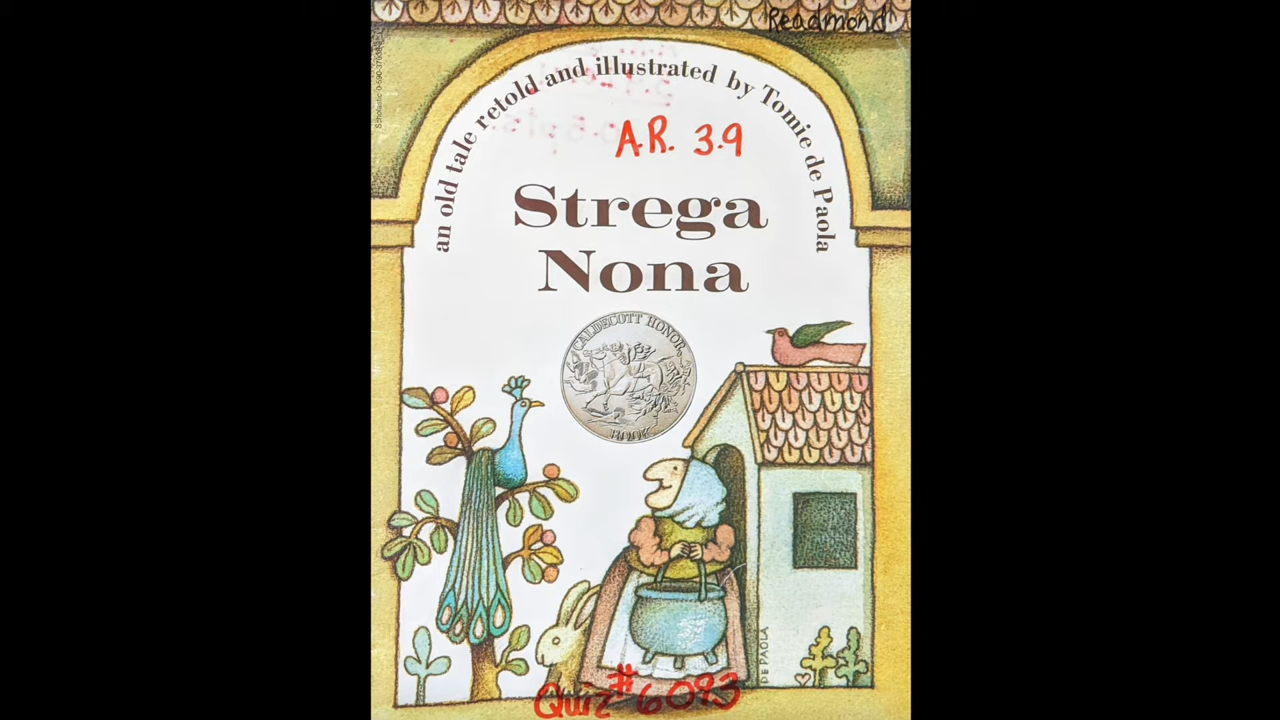 Readmond
an old tale retold and illustrated by Tomie de Paola
A.R. 3.9
Strega
Nona
CALDECOTT HONOR
BOOK
DE PAOLA
Quiz # 6093